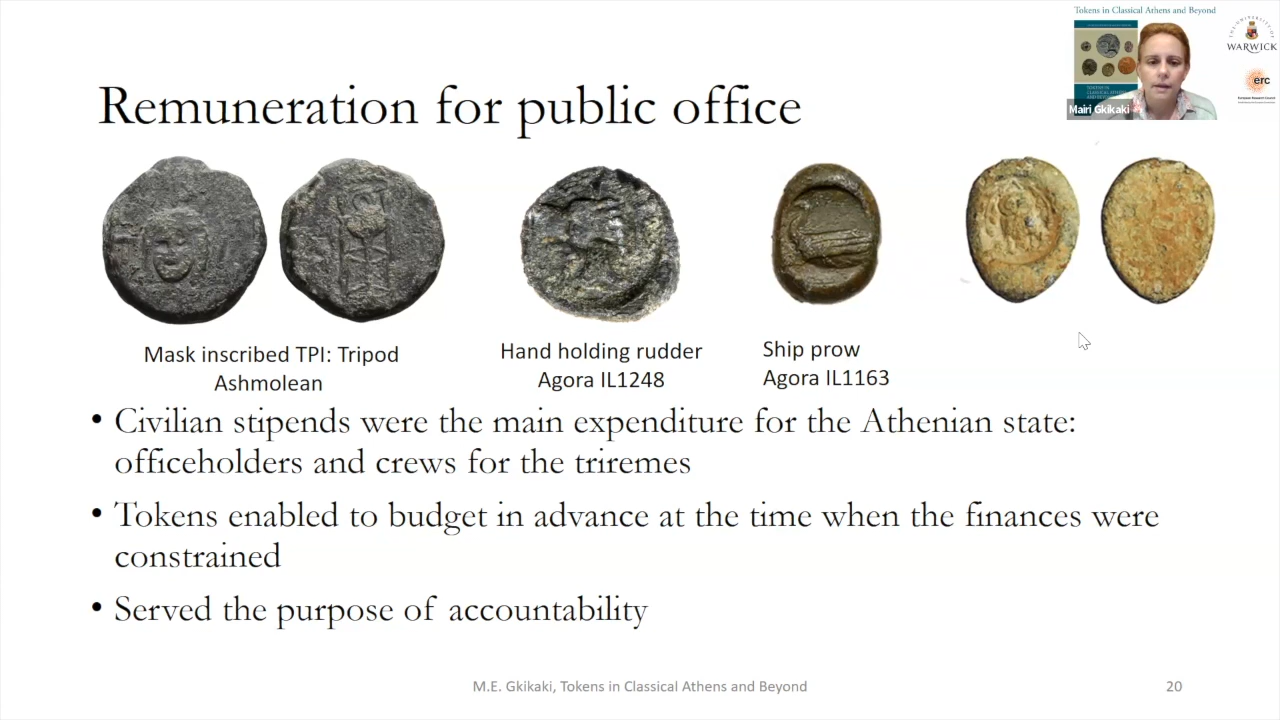 Tokens in Classical Athens and Beyond
THE UNIVERSITY OF
WARWICK
erc
Mairi Gkikaki
Remuneration for public office
Mask inscribed TPI: Tripod
Ashmolean
Hand holding rudder
Agora IL1248
Ship prow
Agora IL1163
• Civilian stipends were the main expenditure for the Athenian state:
officeholders and crews for the triremes
• Tokens enabled to budget in advance at the time when the finances were
constrained
• Served the purpose of accountability
M.E. Gkikaki, Tokens in Classical Athens and Beyond
20